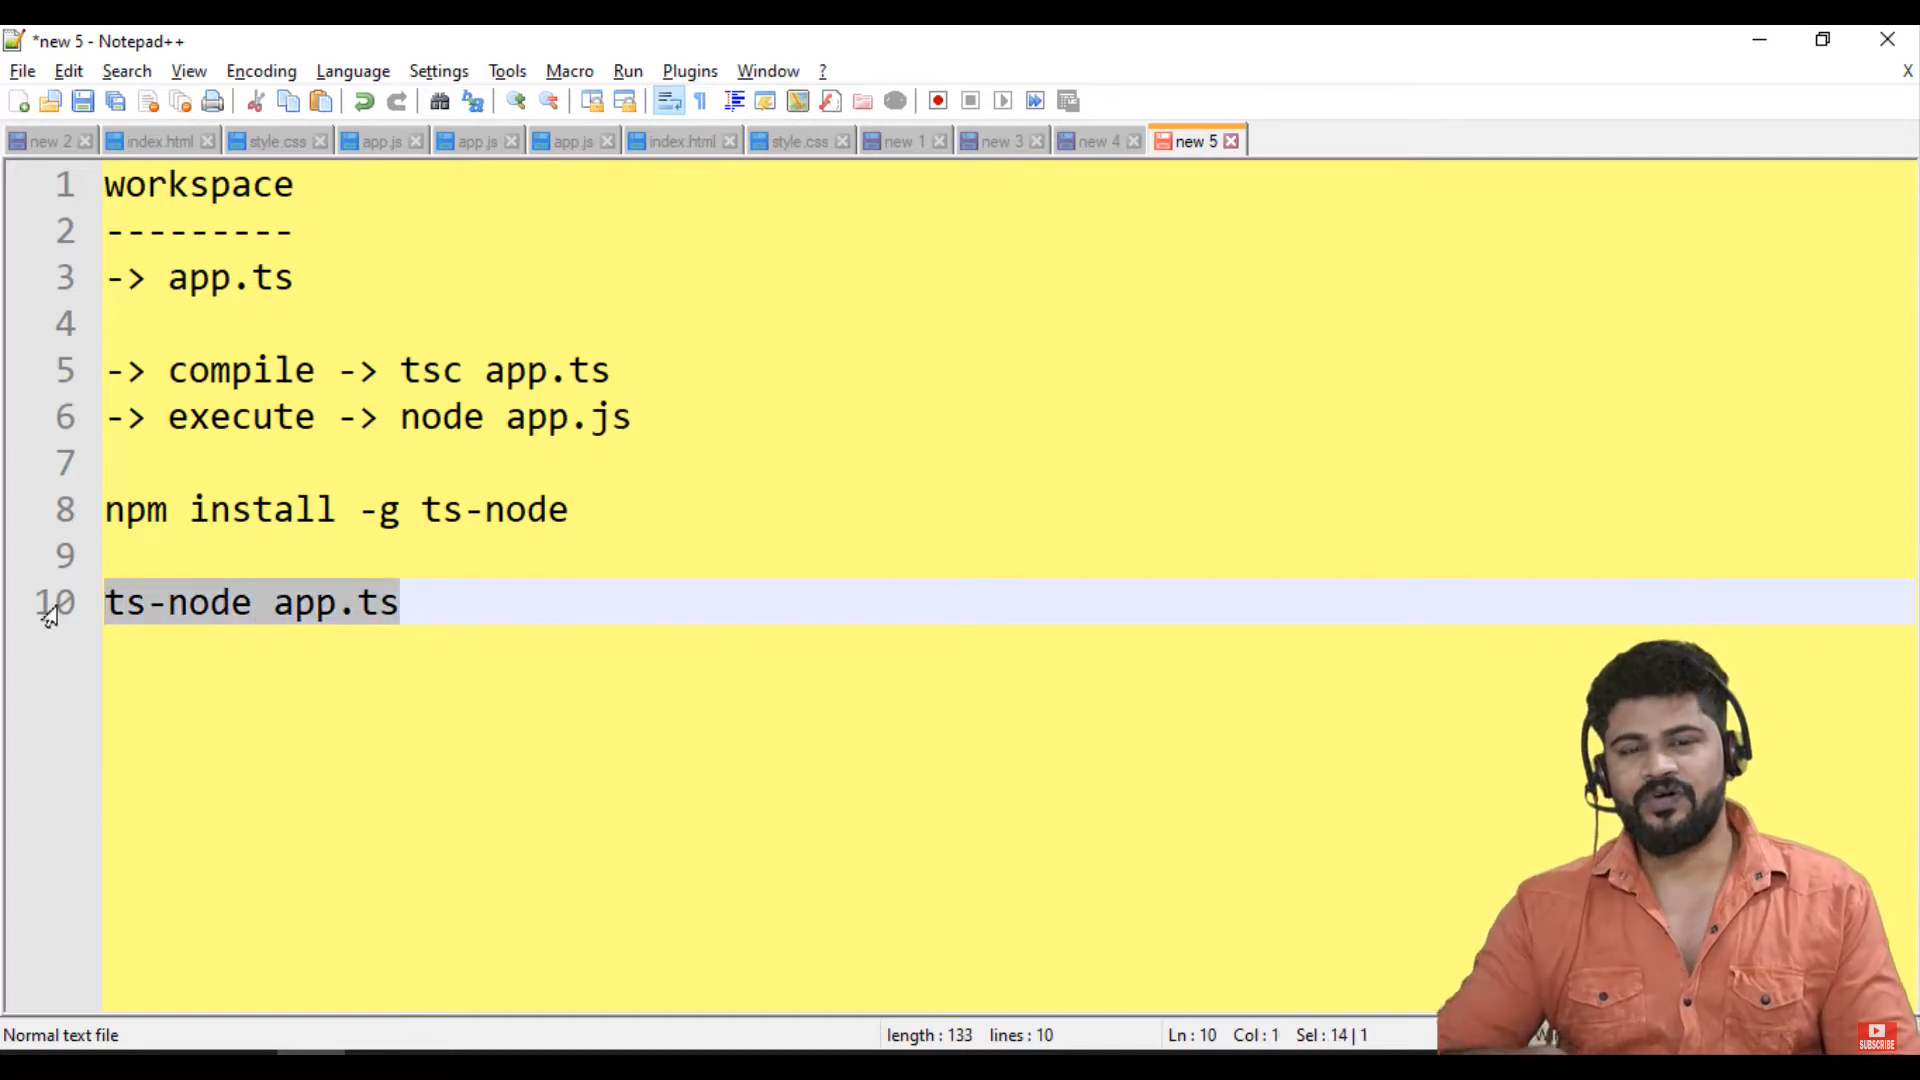 *new 5 - Notepad++
File Edit Search View Encoding Language Settings Tools Macro Run Plugins Window ? X
new 2 index.html style.css app.js app.js app.js index.html style.css new 1 new 3 new 4 new 5
1 workspace
2 ---------
3 -> app.ts
4
5 -> compile -> tsc app.ts
6 -> execute -> node app.js
7
8 npm install -g ts-node
9
10 ts-node app.ts
Normal text file length : 133 lines : 10 Ln : 10 Col : 1 Sel : 14 | 1
SUBSCRIBE